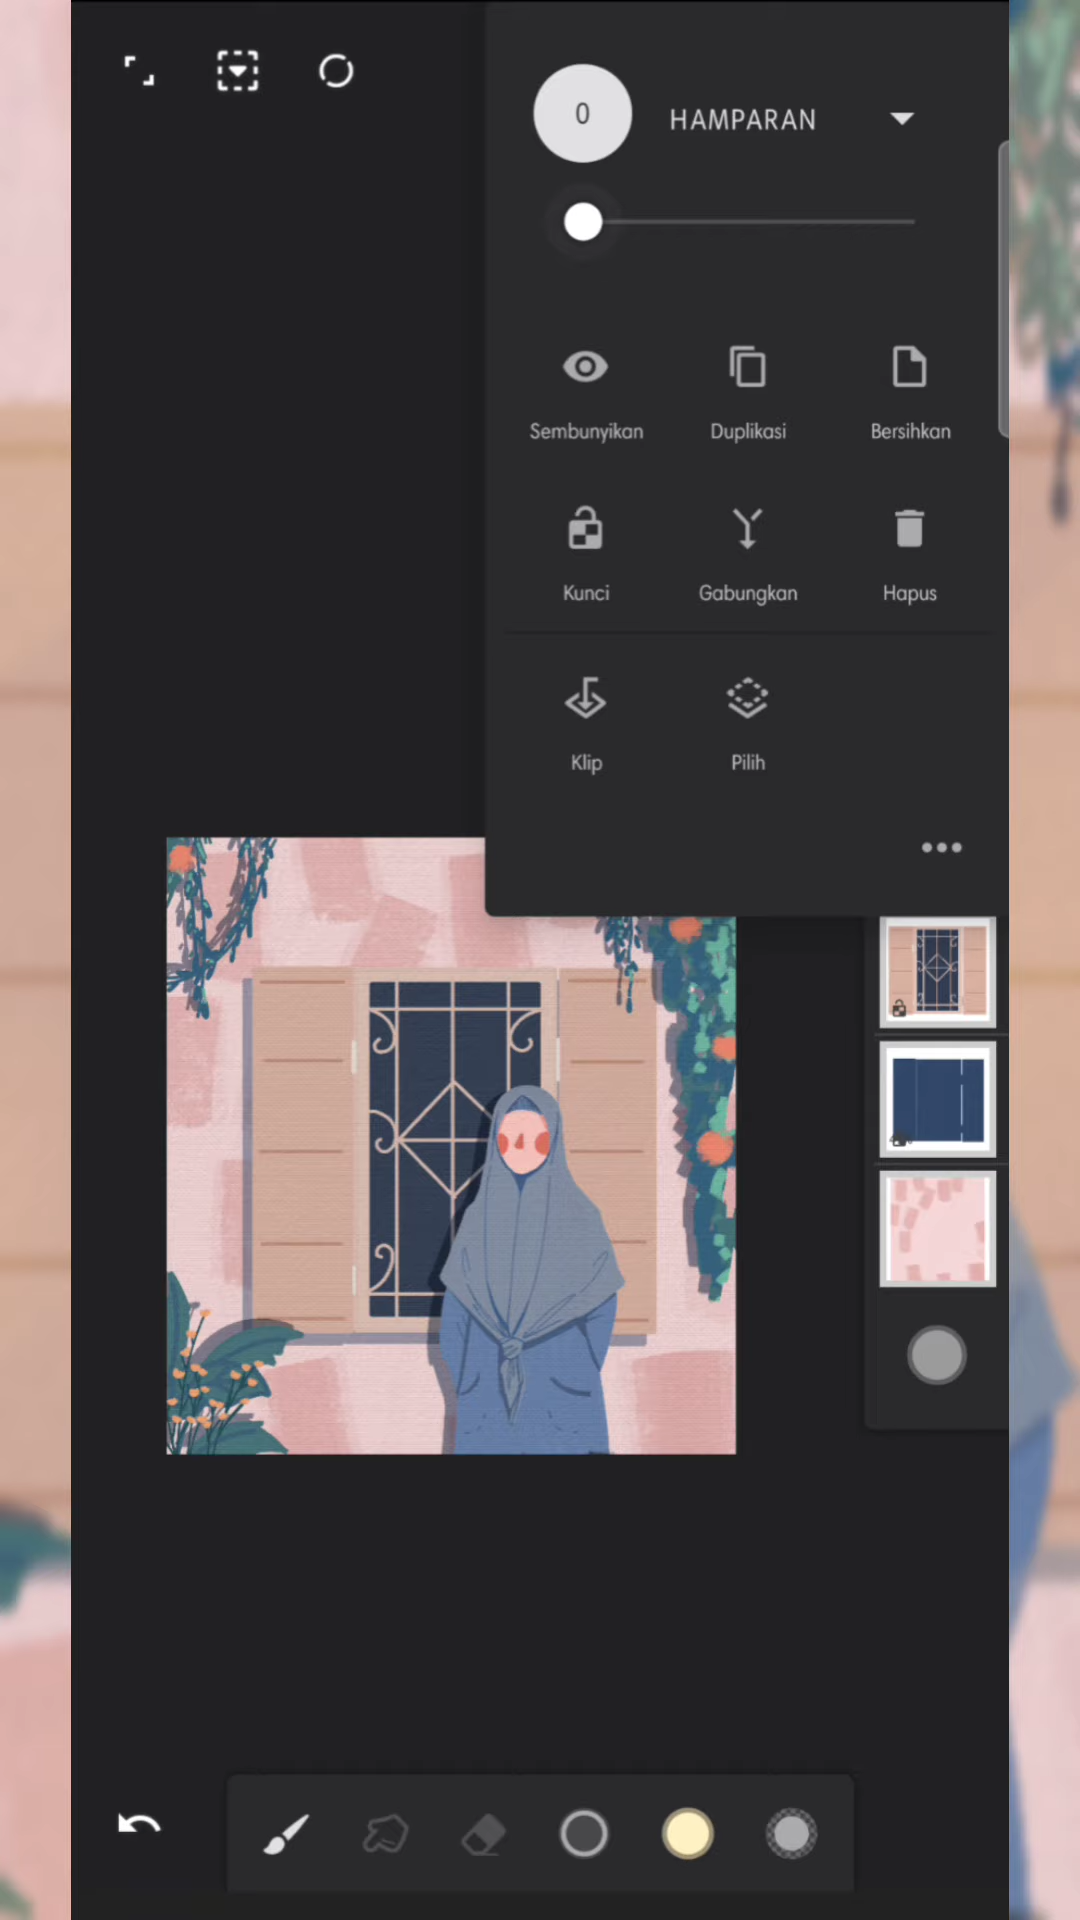 0
HAMPARAN
Sembunyikan
Duplikasi
Bersihkan
Kunci
Gabungkan
Hapus
Klip
Pilih